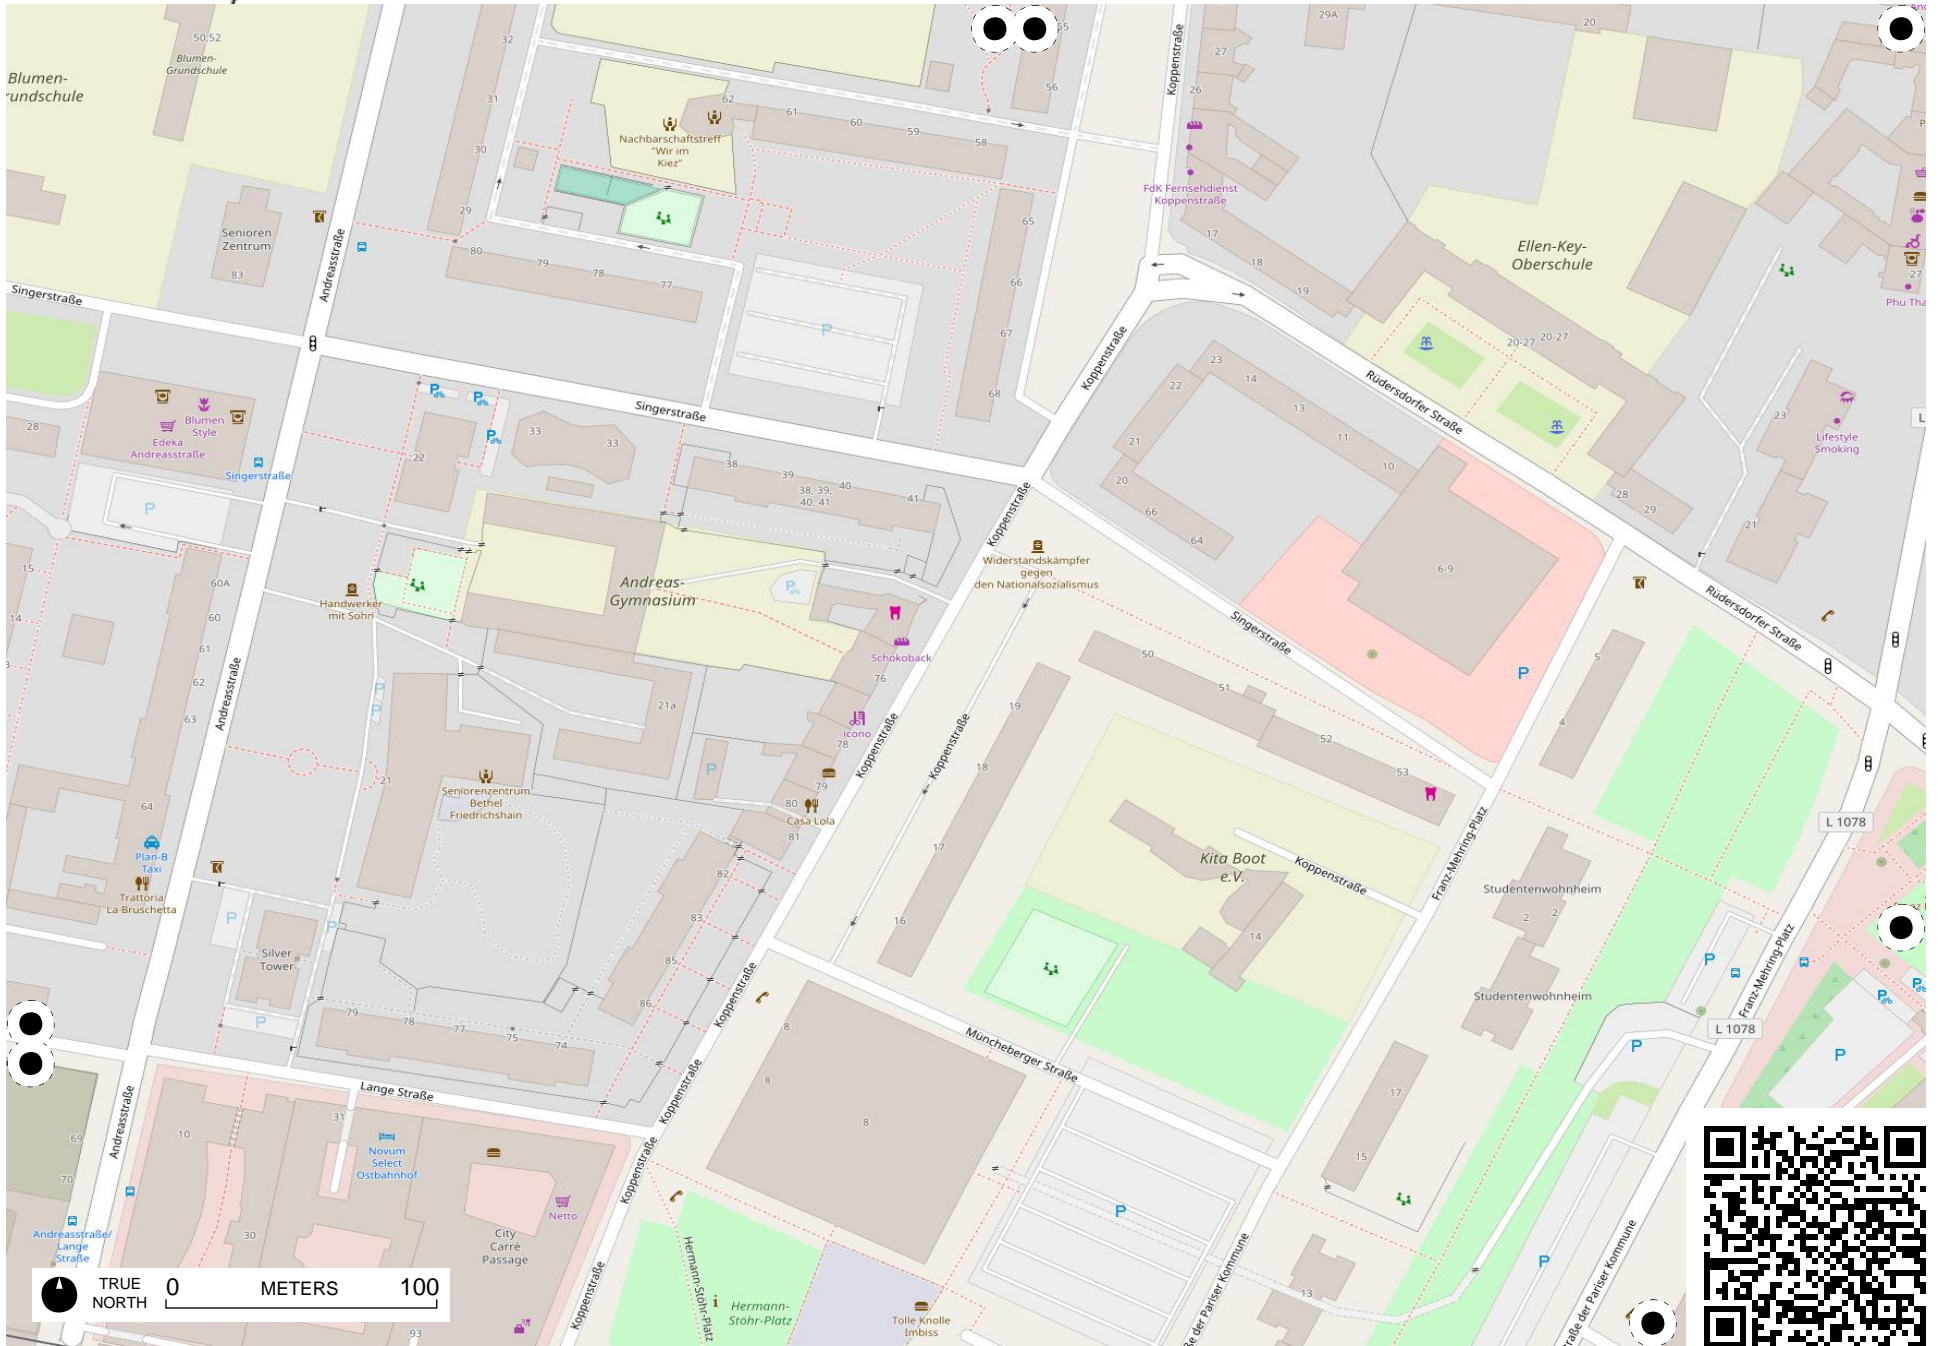 50,52
Blumen-
Grundschule
Blumen-
rundschule
32
31
30
29
Senioren
Zentrum
83
Andreasstraße
Singerstraße
80
79
78
77
62
61
60
59
58
Nachbarschaftstreff
"Wir im
Kiez"
55
56
65
66
67
68
P
Koppenstraße
27
26
29A
20
FdK Fernsehdienst
Koppenstraße
17
18
19
Ellen-Key-
Oberschule
20-27
20-27
27
Phu Tha
Rüdersdorfer Straße
Koppenstraße
23
14
22
13
11
10
21
20
66
64
23
Lifestyle
Smoking
28
29
21
L
28
Blumen
Style
Edeka
Andreasstraße
Singerstraße
P
P
P
P
22
33
33
Singerstraße
38
39
40
38, 39,
40, 41
41
Koppenstraße
Widerstandskämpfer
gegen
den Nationalsozialismus
6-9
P
Singerstraße
Rüdersdorfer Straße
15
14
60A
60
61
62
63
64
Handwerker
mit Sohn
Andreas-
Gymnasium
P
Schokoback
76
icono
78
79
80
81
Casa Lola
21a
P
P
P
21
Seniorenzentrum
Bethel
Friedrichshain
Andreasstraße
Koppenstraße
Koppenstraße
19
18
17
16
50
51
52
53
5
4
Kita Boot
e.V.
Koppenstraße
14
Franz-Mehring-Platz
Studentenwohnheim
2
2
Studentenwohnheim
L 1078
L 1078
Franz-Mehring-Platz
P
P
P
P
P
Plan-B
Taxi
Trattoria
La Bruschetta
P
P
P
Silver
Tower
82
83
85
86
79
78
77
75
74
Koppenstraße
8
8
8
Müncheberger Straße
17
15
Lange Straße
Koppenstraße
Andreasstraße
69
70
10
31
Novum
Select
Ostbahnhof
Netto
30
City
Carré
Passage
Andreasstraße/
Lange
Straße
Koppenstraße
Koppenstraße
Hermann-Stöhr-Platz
Hermann-
Stöhr-Platz
Tolle Knolle
Imbiss
P
13
P
ße der Pariser Kommune
raße der Pariser Kommune
93
TRUE
NORTH
0
METERS
100